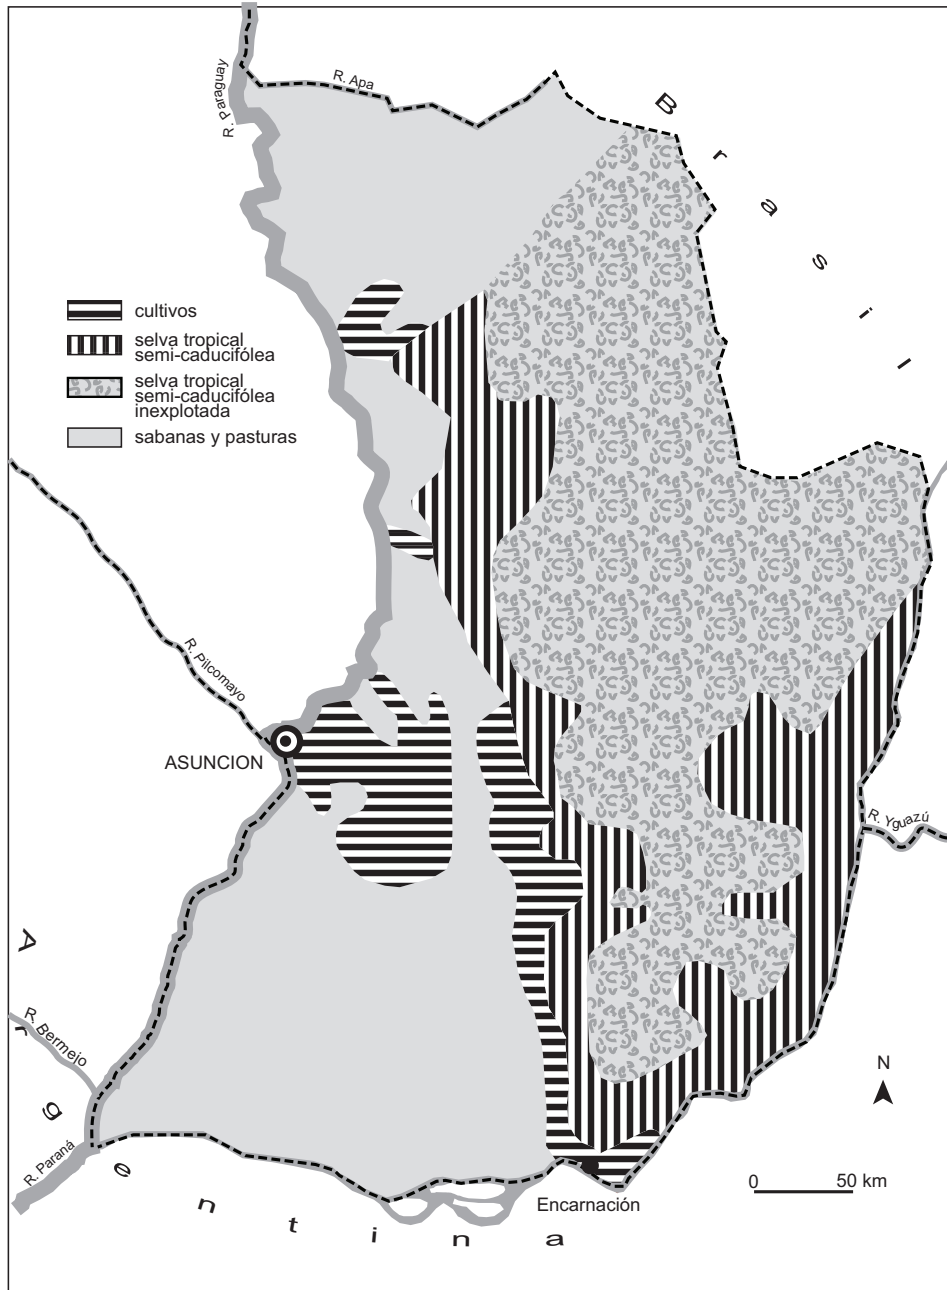 R. Paraguay
R. Apa
Brasil
cultivos
selva tropical
semi-caducifólea
selva tropical
semi-caducifólea
inexplotada
sabanas y pasturas
R. Pilcomayo
ASUNCION
R. Yguazú
R. Bermejo
N
R. Paraná
Argentina
0 50 km
Encarnación